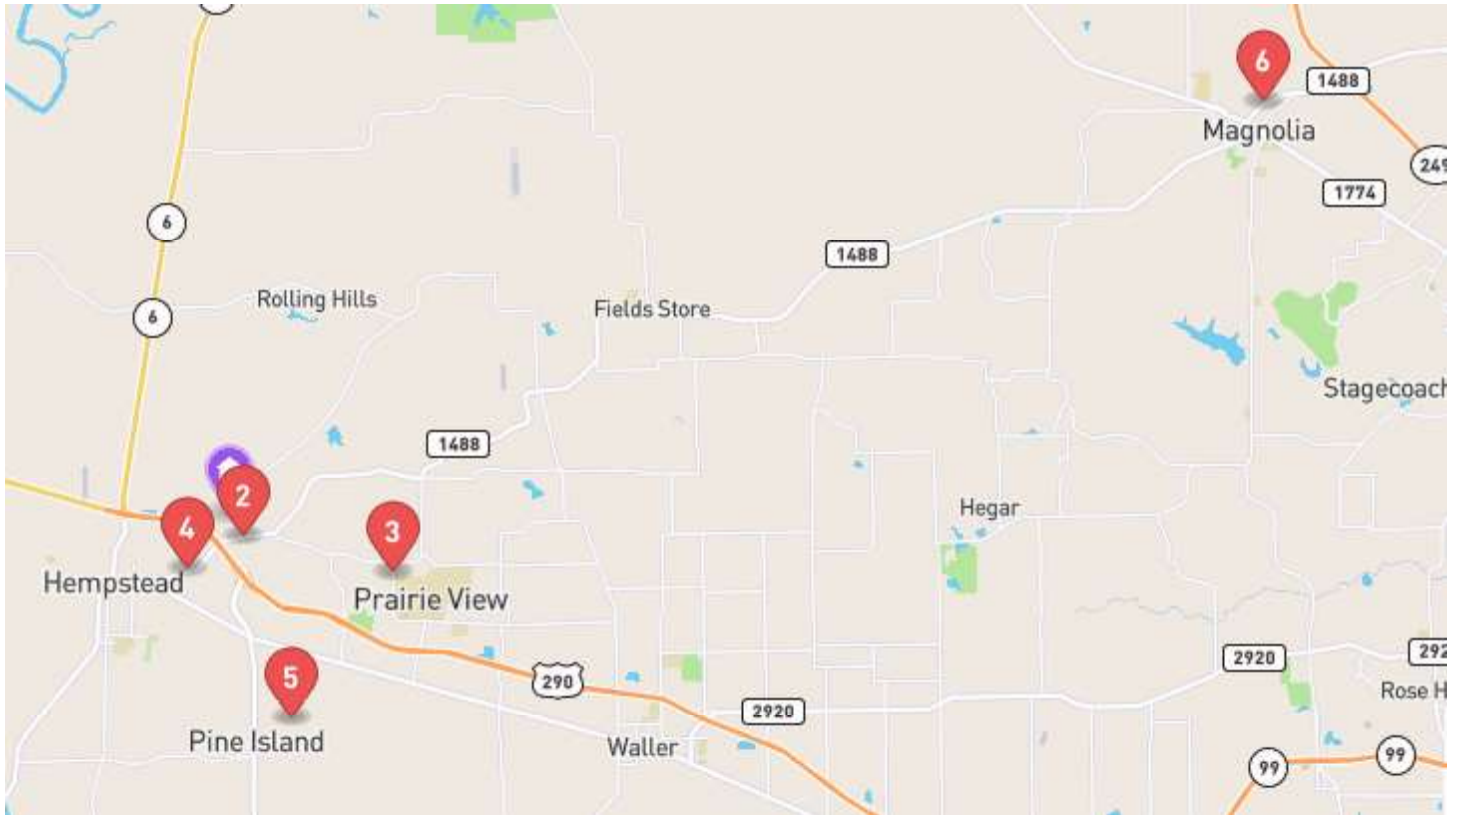 6
1488
Magnolia
249
1774
6
1488
Rolling Hills
Fields Store
6
Stagecoach
1488
2
4
3
Hegar
Hempstead
Prairie View
2920
292
5
290
Rose H
2920
Pine Island
Waller
99
99